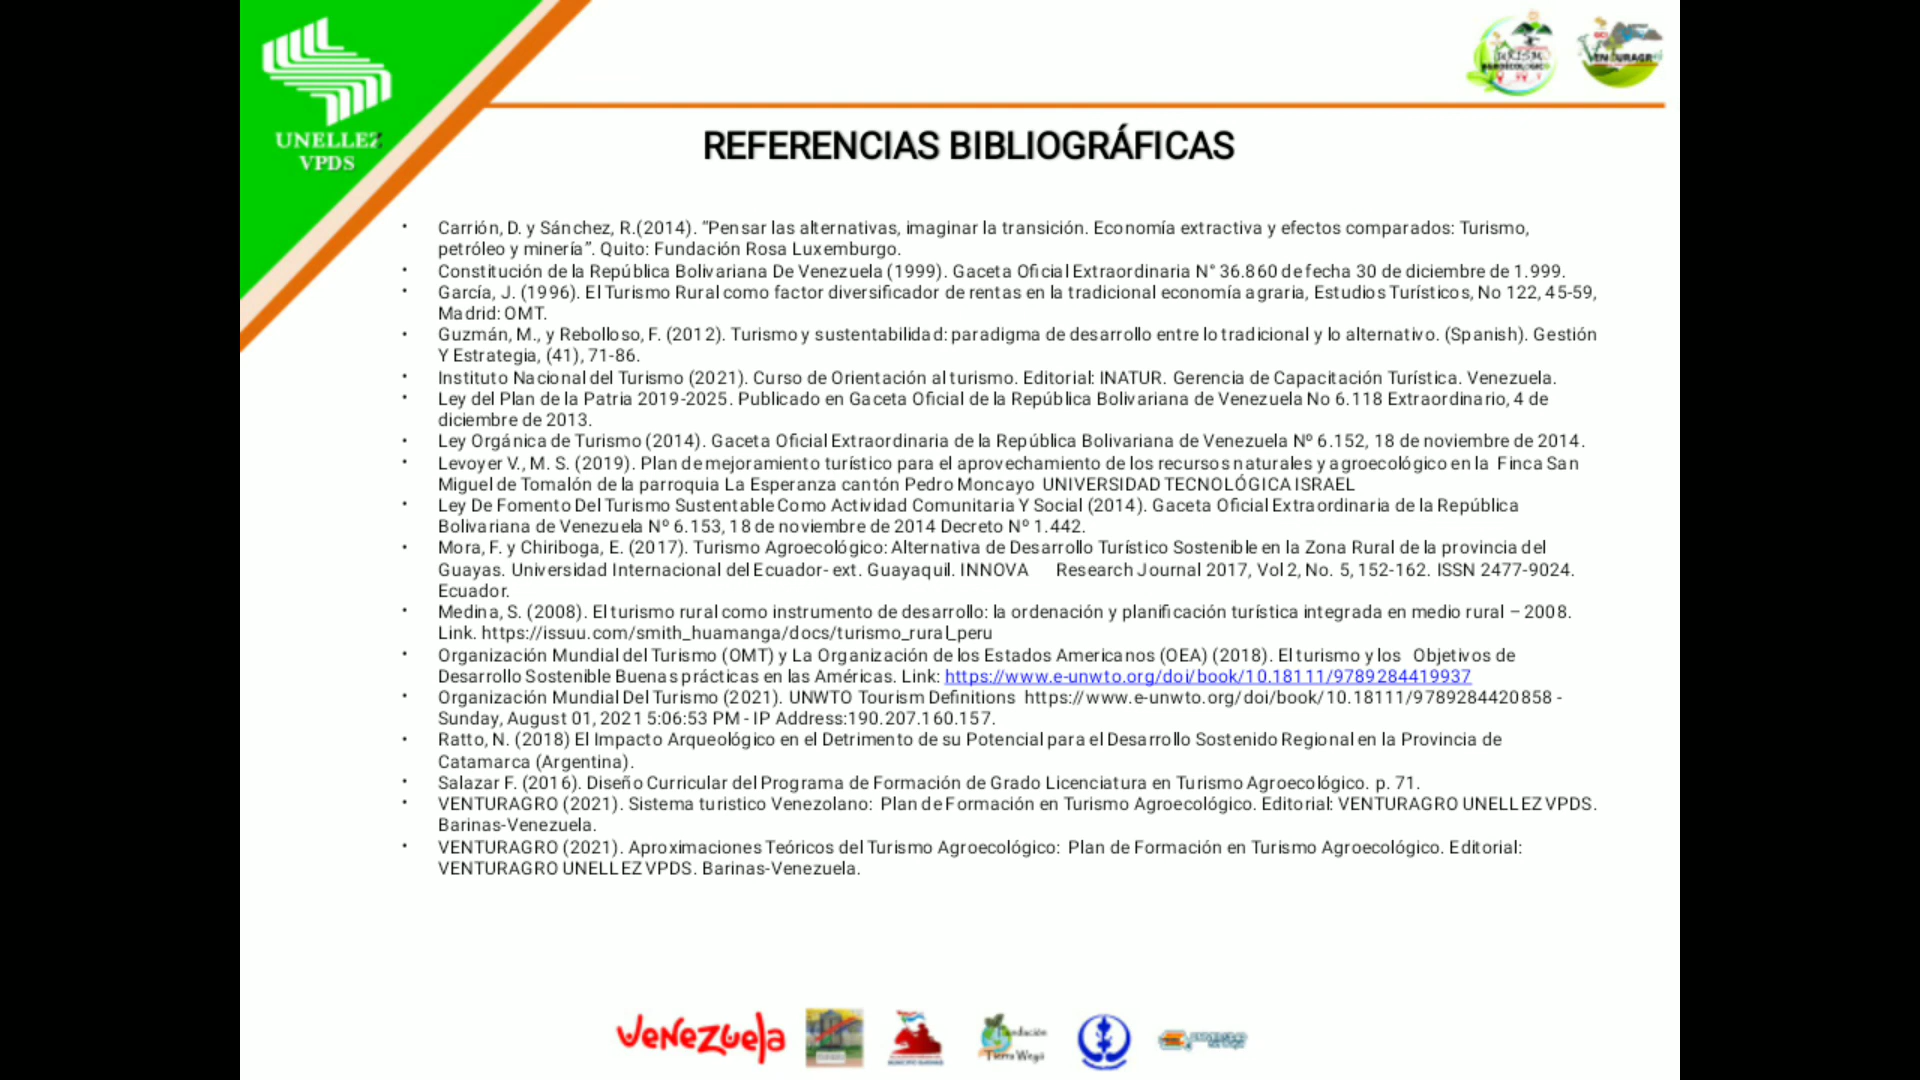 UNELLEZ
VPDS
REFERENCIAS BIBLIOGRÁFICAS
• Carrión, D. y Sánchez, R.(2014). “Pensar las alternativas, imaginar la transición. Economía extractiva y efectos comparados: Turismo,
petróleo y minería”. Quito: Fundación Rosa Luxemburgo.
• Constitución de la República Bolivariana De Venezuela (1999). Gaceta Oficial Extraordinaria N° 36.860 de fecha 30 de diciembre de 1.999.
• García, J. (1996). El Turismo Rural como factor diversificador de rentas en la tradicional economía agraria, Estudios Turísticos, No 122, 45-59,
Madrid: OMT.
• Guzmán, M., y Rebolloso, F. (2012). Turismo y sustentabilidad: paradigma de desarrollo entre lo tradicional y lo alternativo. (Spanish). Gestión
Y Estrategia, (41), 71-86.
• Instituto Nacional del Turismo (2021). Curso de Orientación al turismo. Editorial: INATUR. Gerencia de Capacitación Turística. Venezuela.
• Ley del Plan de la Patria 2019-2025. Publicado en Gaceta Oficial de la República Bolivariana de Venezuela No 6.118 Extraordinario, 4 de
diciembre de 2013.
• Ley Orgánica de Turismo (2014). Gaceta Oficial Extraordinaria de la República Bolivariana de Venezuela Nº 6.152, 18 de noviembre de 2014.
• Levoyer V., M. S. (2019). Plan de mejoramiento turístico para el aprovechamiento de los recursos naturales y agroecológico en la Finca San
Miguel de Tomalón de la parroquia La Esperanza cantón Pedro Moncayo UNIVERSIDAD TECNOLÓGICA ISRAEL
• Ley De Fomento Del Turismo Sustentable Como Actividad Comunitaria Y Social (2014). Gaceta Oficial Extraordinaria de la República
Bolivariana de Venezuela Nº 6.153, 18 de noviembre de 2014 Decreto Nº 1.442.
• Mora, F. y Chiriboga, E. (2017). Turismo Agroecológico: Alternativa de Desarrollo Turístico Sostenible en la Zona Rural de la provincia del
Guayas. Universidad Internacional del Ecuador- ext. Guayaquil. INNOVA Research Journal 2017, Vol 2, No. 5, 152-162. ISSN 2477-9024.
Ecuador.
• Medina, S. (2008). El turismo rural como instrumento de desarrollo: la ordenación y planificación turística integrada en medio rural – 2008.
Link. https://issuu.com/smith_huamanga/docs/turismo_rural_peru
• Organización Mundial del Turismo (OMT) y La Organización de los Estados Americanos (OEA) (2018). El turismo y los Objetivos de
Desarrollo Sostenible Buenas prácticas en las Américas. Link: https://www.e-unwto.org/doi/book/10.18111/9789284419937
• Organización Mundial Del Turismo (2021). UNWTO Tourism Definitions https://www.e-unwto.org/doi/book/10.18111/9789284420858 -
Sunday, August 01, 2021 5:06:53 PM - IP Address:190.207.160.157.
• Ratto, N. (2018) El Impacto Arqueológico en el Detrimento de su Potencial para el Desarrollo Sostenido Regional en la Provincia de
Catamarca (Argentina).
• Salazar F. (2016). Diseño Curricular del Programa de Formación de Grado Licenciatura en Turismo Agroecológico. p. 71.
• VENTURAGRO (2021). Sistema turistico Venezolano: Plan de Formación en Turismo Agroecológico. Editorial: VENTURAGRO UNELLEZ VPDS.
Barinas-Venezuela.
• VENTURAGRO (2021). Aproximaciones Teóricos del Turismo Agroecológico: Plan de Formación en Turismo Agroecológico. Editorial:
VENTURAGRO UNELLEZ VPDS. Barinas-Venezuela.
Venezuela